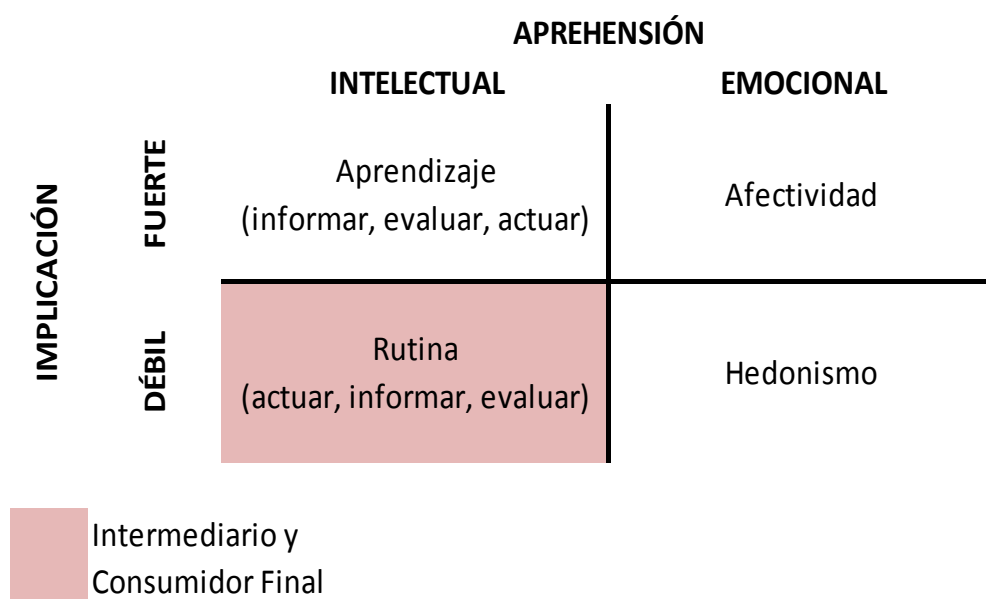 APREHENSIÓN
INTELECTUAL
EMOCIONAL
IMPLICACIÓN
FUERTE
Aprendizaje
(informar, evaluar, actuar)
Afectividad
DÉBIL
Rutina
(actuar, informar, evaluar)
Hedonismo
Intermediario y
Consumidor Final